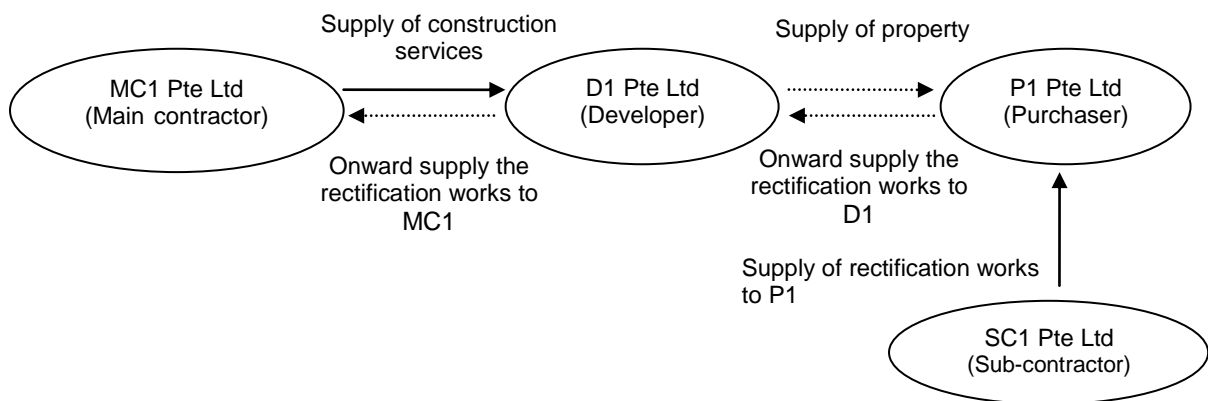 Supply of construction
services
Supply of property
MC1 Pte Ltd
(Main contractor)
D1 Pte Ltd
(Developer)
P1 Pte Ltd
(Purchaser)
Onward supply the
rectification works to
MC1
Onward supply the
rectification works to
D1
Supply of rectification works
to P1
SC1 Pte Ltd
(Sub-contractor)